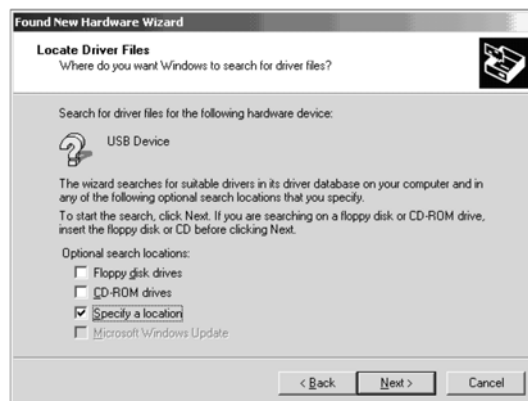 Found New Hardware Wizard
Locate Driver Files
Where do you want Windows to search for driver files?
Search for driver files for the following hardware device:
USB Device
The wizard searches for suitable drivers in its driver database on your computer and in
any of the following optional search locations that you specify.
To start the search, click Next. If you are searching on a floppy disk or CD-ROM drive,
insert the floppy disk or CD before clicking Next.
Optional search locations:
Floppy disk drives
CD-ROM drives
Specify a location
Microsoft Windows Update
< Back Next > Cancel